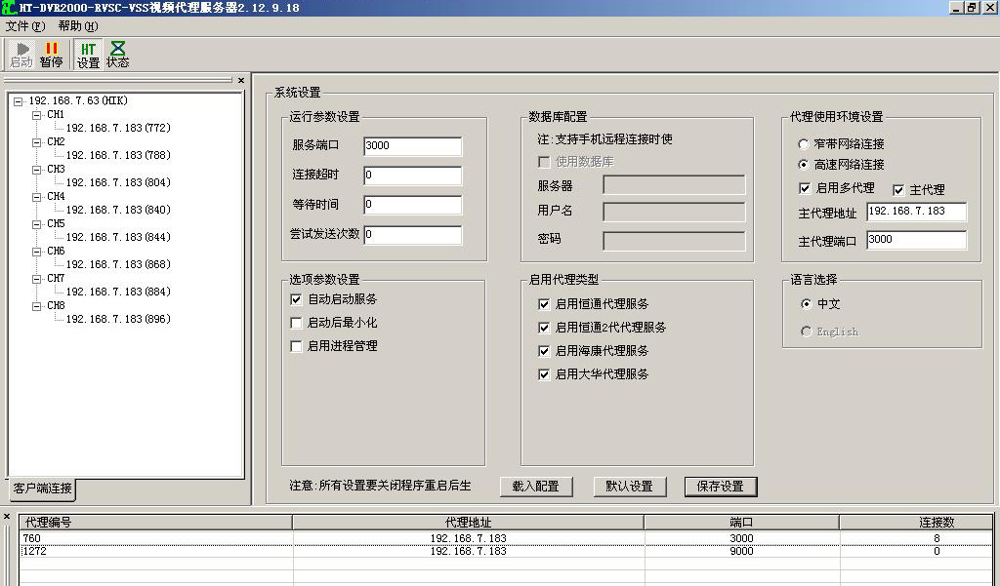 HT-DVR2000-RVSC-VSS视频代理服务器2.12.9.18
文件(F) 帮助(H)
启动 暂停 HT 设置 状态
192.168.7.63(HIK)
CH1
192.168.7.183(772)
CH2
192.168.7.183(788)
CH3
192.168.7.183(804)
CH4
192.168.7.183(840)
CH5
192.168.7.183(844)
CH6
192.168.7.183(868)
CH7
192.168.7.183(884)
CH8
192.168.7.183(896)
客户端连接
系统设置
运行参数设置
服务端口 3000
连接超时 0
等待时间 0
尝试发送次数 0
数据库配置
注:支持手机远程连接时使
使用数据库
服务器
用户名
密码
代理使用环境设置
窄带网络连接
高速网络连接
启用多代理 主代理
主代理地址 192.168.7.183
主代理端口 3000
选项参数设置
自动启动服务
启动后最小化
启用进程管理
启用代理类型
启用恒通代理服务
启用恒通2代代理服务
启用海康代理服务
启用大华代理服务
语言选择
中文
English
注意:所有设置要关闭程序重启后生
载入配置 默认设置 保存设置
代理编号 代理地址 端口 连接数
760 192.168.7.183 3000 8
1272 192.168.7.183 9000 0